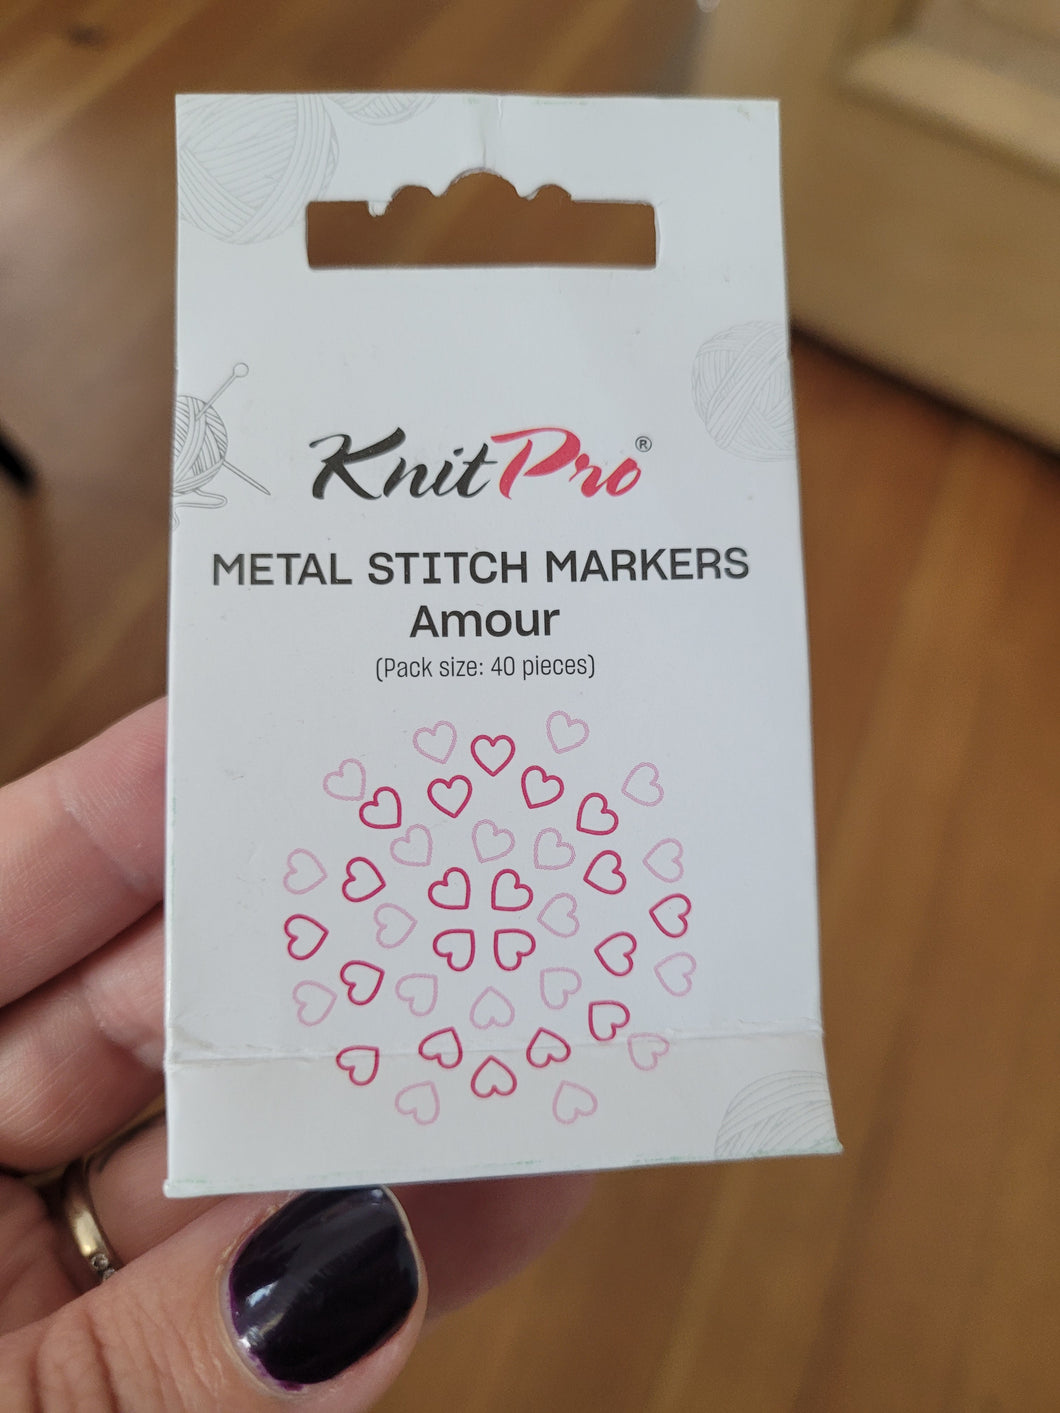 KnitPro®
METAL STITCH MARKERS
Amour
(Pack size: 40 pieces)